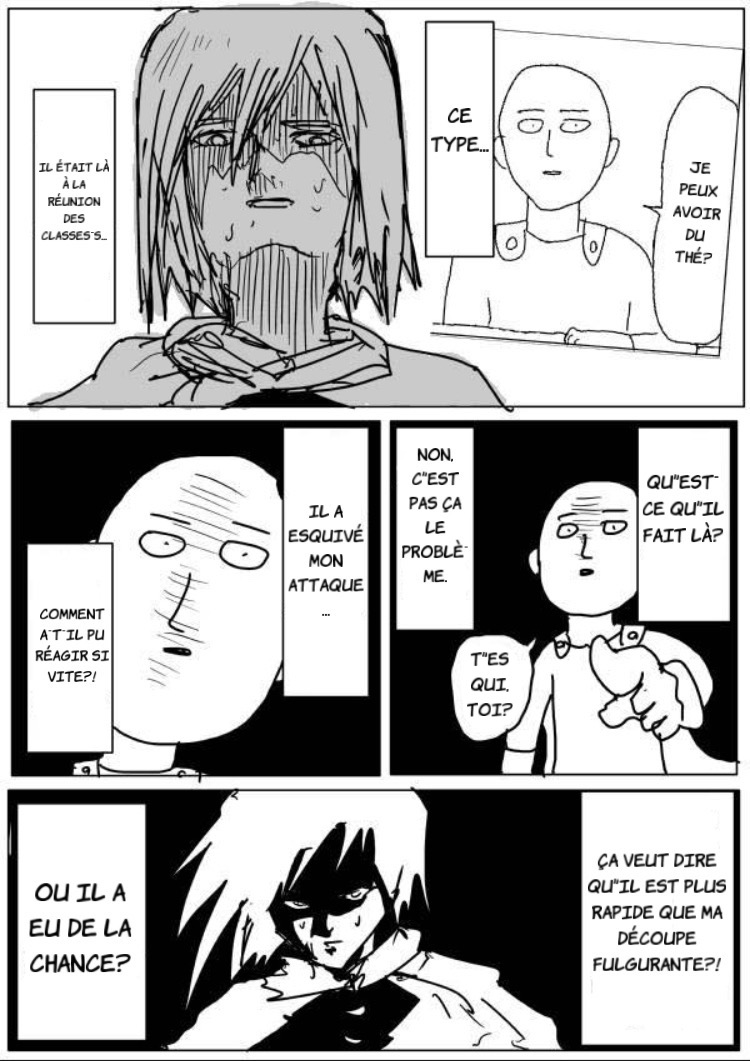 JE
PEUX
AVOIR
DU
THÉ?
CE
TYPE...
IL ÉTAIT LÀ
À LA
RÉUNION
DES
CLASSES-S...
QU"EST-
CE QU"IL
FAIT LÀ?
NON,
C"EST
PAS ÇA
LE
PROBLÈ-
ME.
T"ES
QUI,
TOI?
IL A
ESQUIVÉ
MON
ATTAQUE
...
COMMENT
A-T-IL PU
RÉAGIR SI
VITE?!
ÇA VEUT DIRE
QU"IL EST PLUS
RAPIDE QUE MA
DÉCOUPE
FULGURANTE?!
OU IL A
EU DE LA
CHANCE?